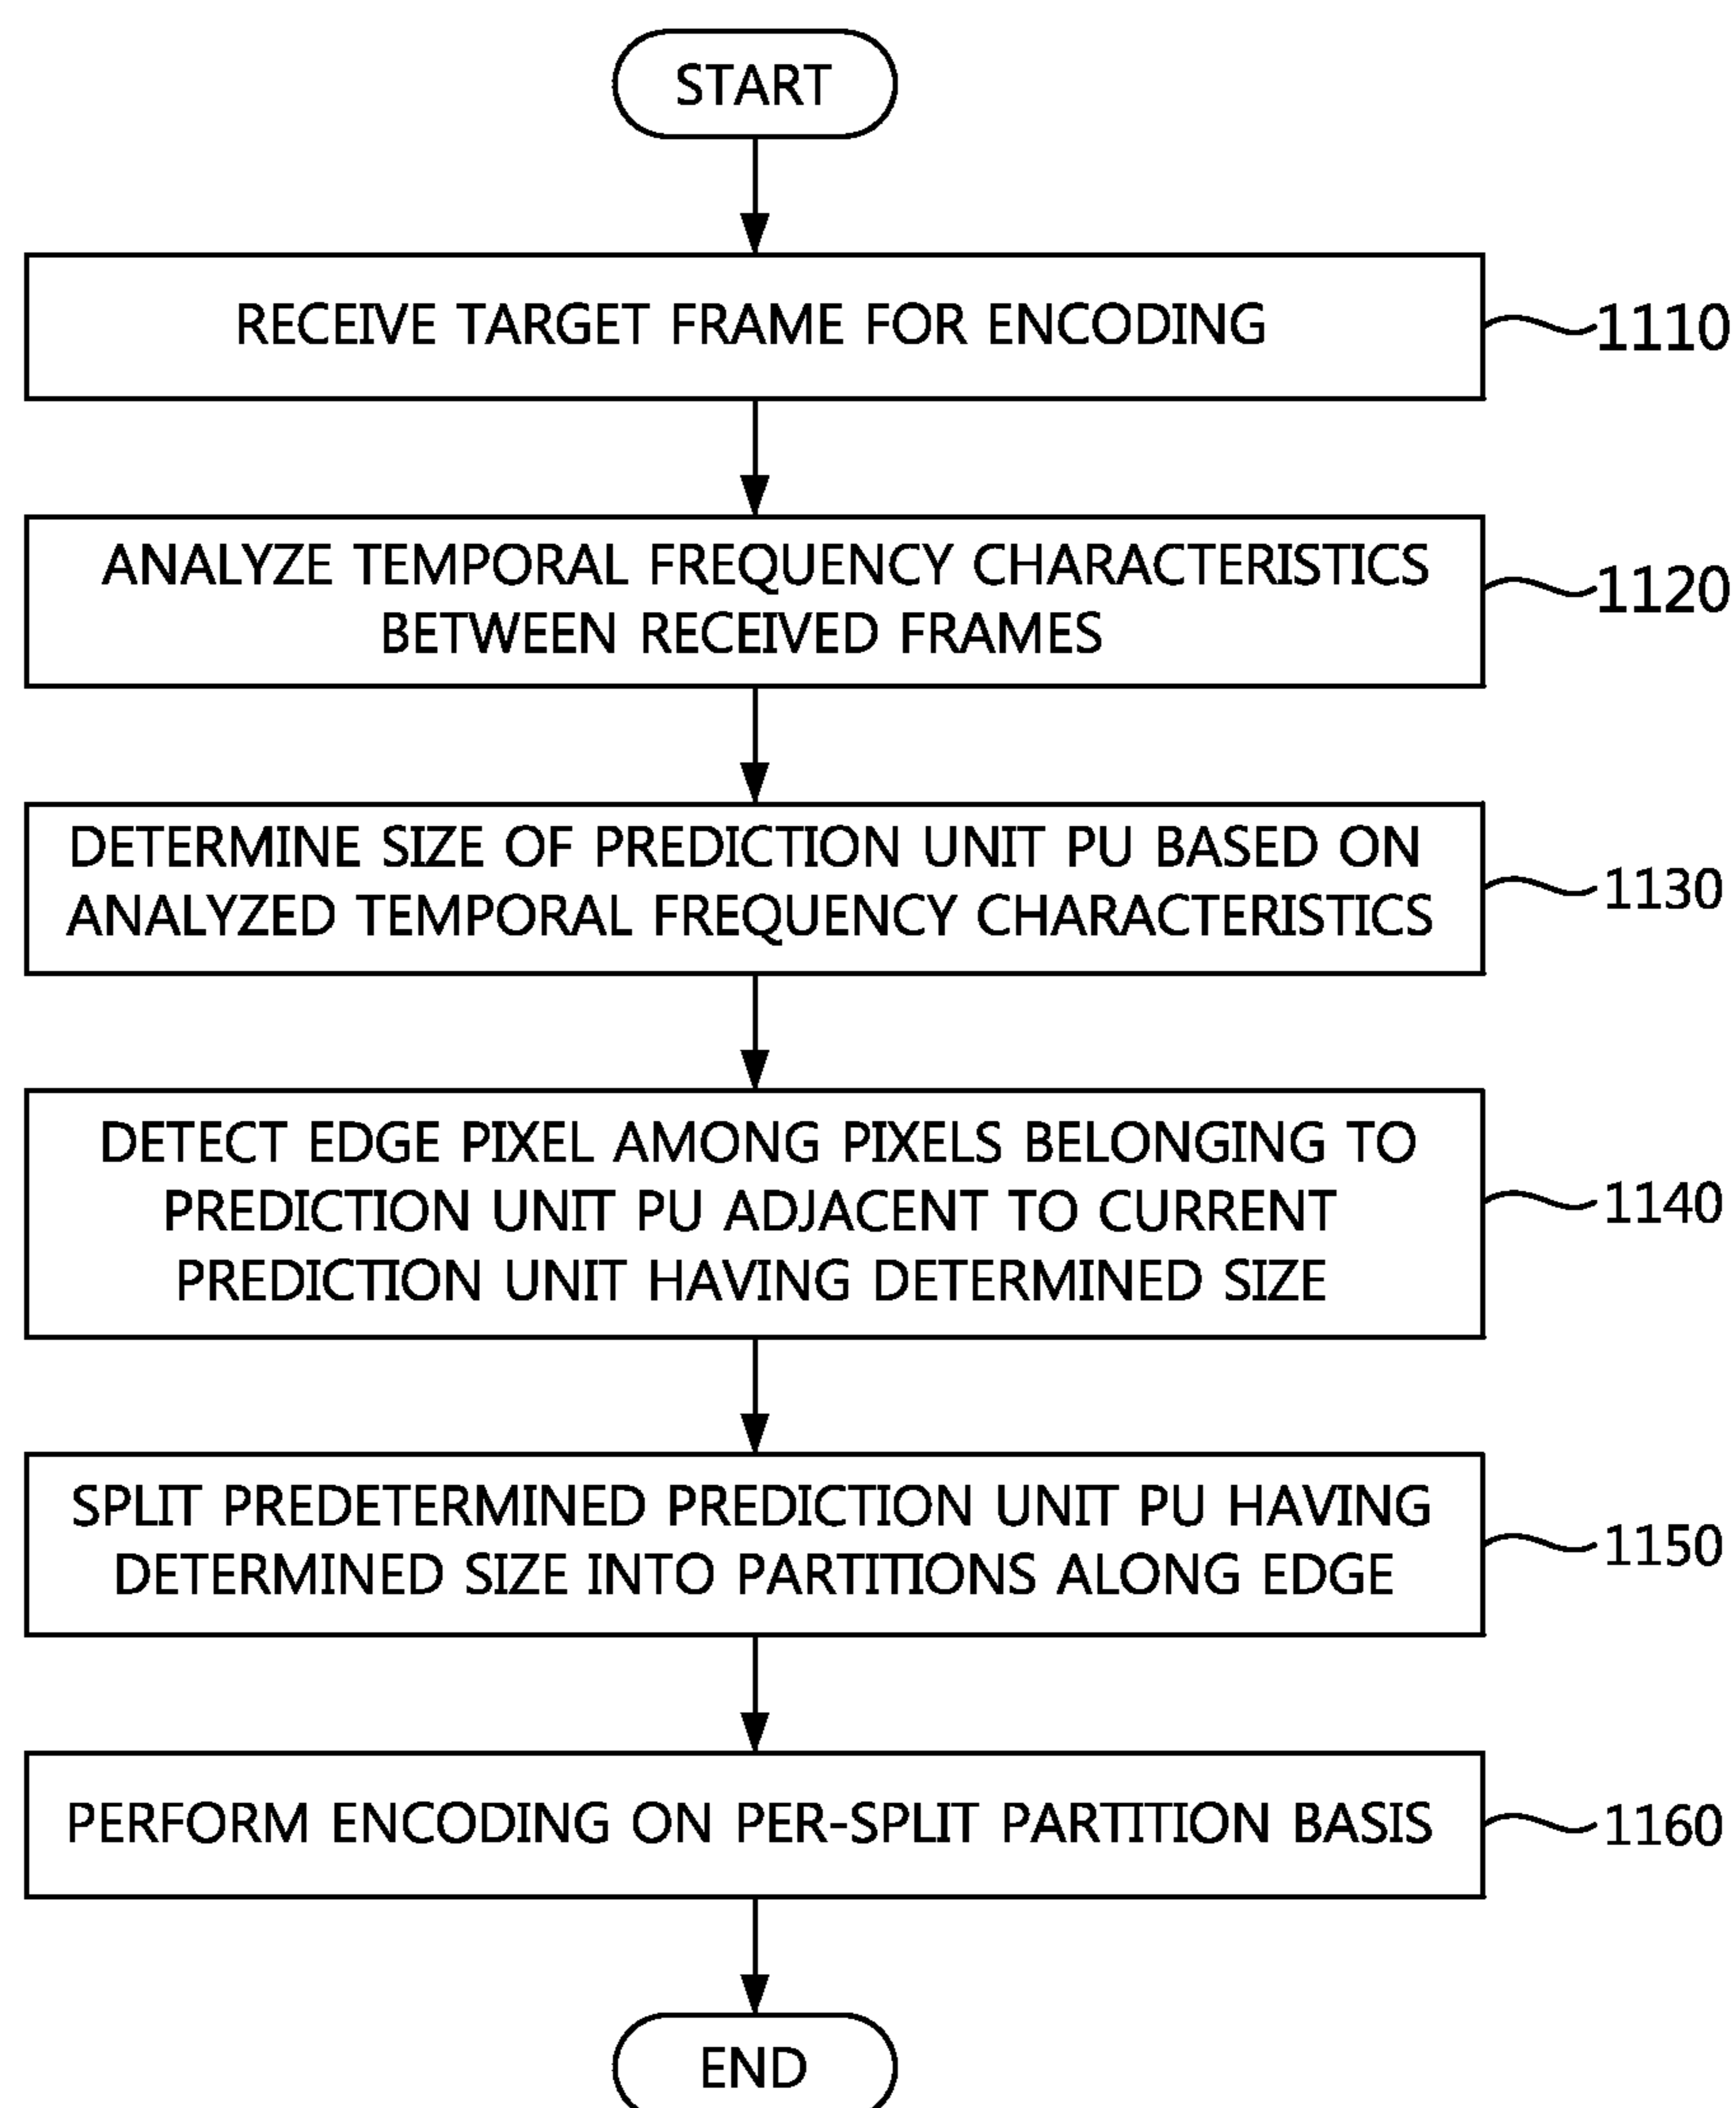 START
RECEIVE TARGET FRAME FOR ENCODING
1110
ANALYZE TEMPORAL FREQUENCY CHARACTERISTICS
BETWEEN RECEIVED FRAMES
1120
DETERMINE SIZE OF PREDICTION UNIT PU BASED ON
ANALYZED TEMPORAL FREQUENCY CHARACTERISTICS
1130
DETECT EDGE PIXEL AMONG PIXELS BELONGING TO
PREDICTION UNIT PU ADJACENT TO CURRENT
PREDICTION UNIT HAVING DETERMINED SIZE
1140
SPLIT PREDETERMINED PREDICTION UNIT PU HAVING
DETERMINED SIZE INTO PARTITIONS ALONG EDGE
1150
PERFORM ENCODING ON PER-SPLIT PARTITION BASIS
1160
END